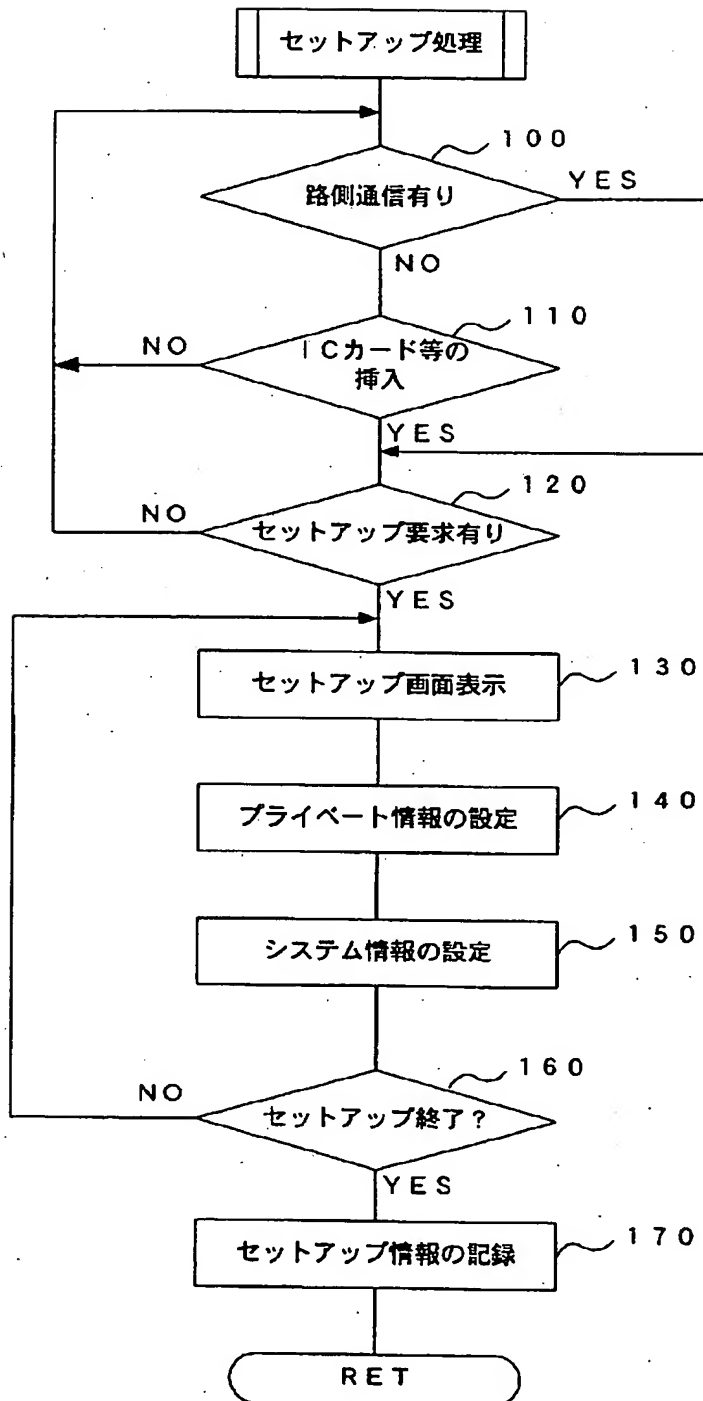 セットアップ処理
100
路側通信有り
YES
NO
110
NO
ICカード等の
挿入
YES
120
NO
セットアップ要求有り
YES
セットアップ画面表示
130
プライベート情報の設定
140
システム情報の設定
150
160
NO
セットアップ終了?
YES
セットアップ情報の記録
170
RET